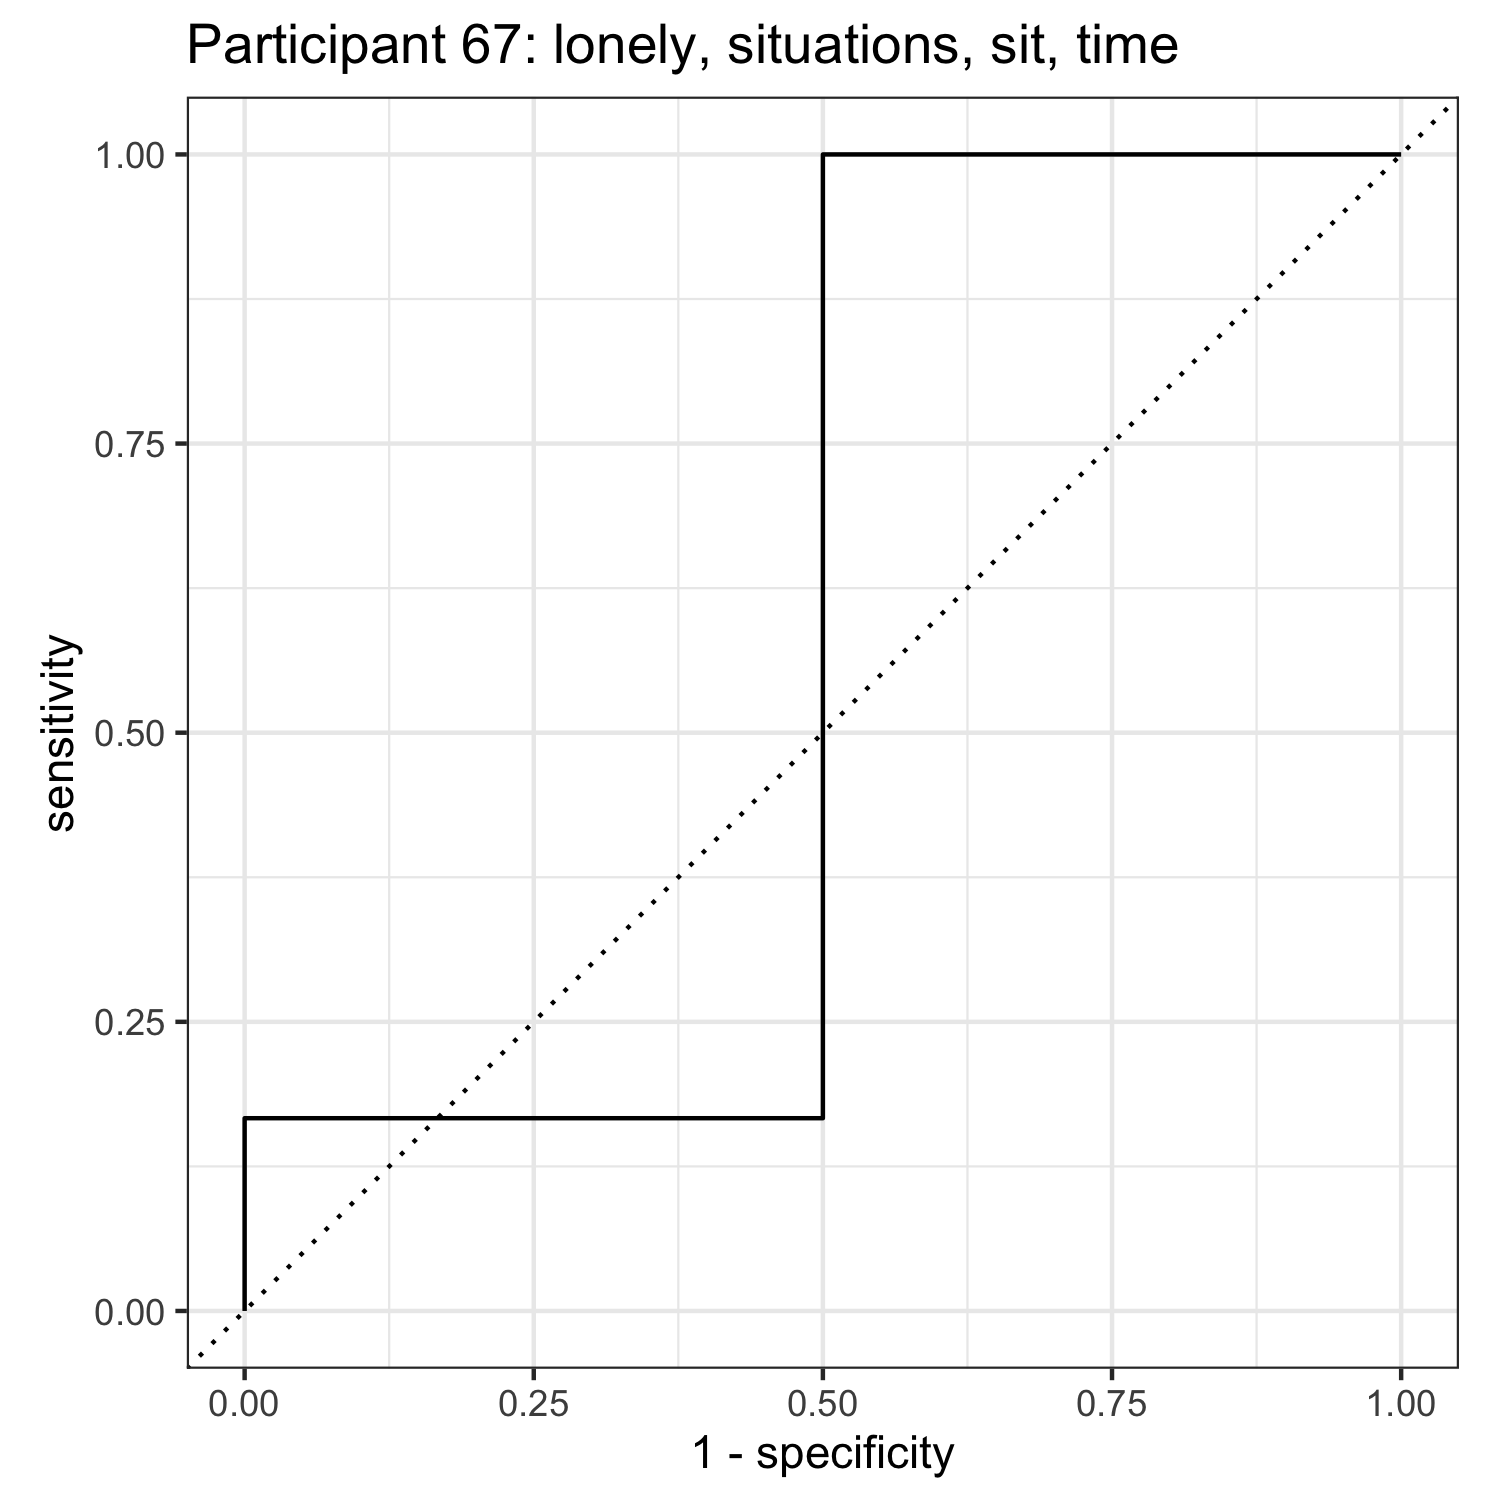 Participant 67: lonely, situations, sit, time
1.00
0.75
0.50
0.25
0.00
sensitivity
0.00 0.25 0.50 0.75 1.00
1 - specificity